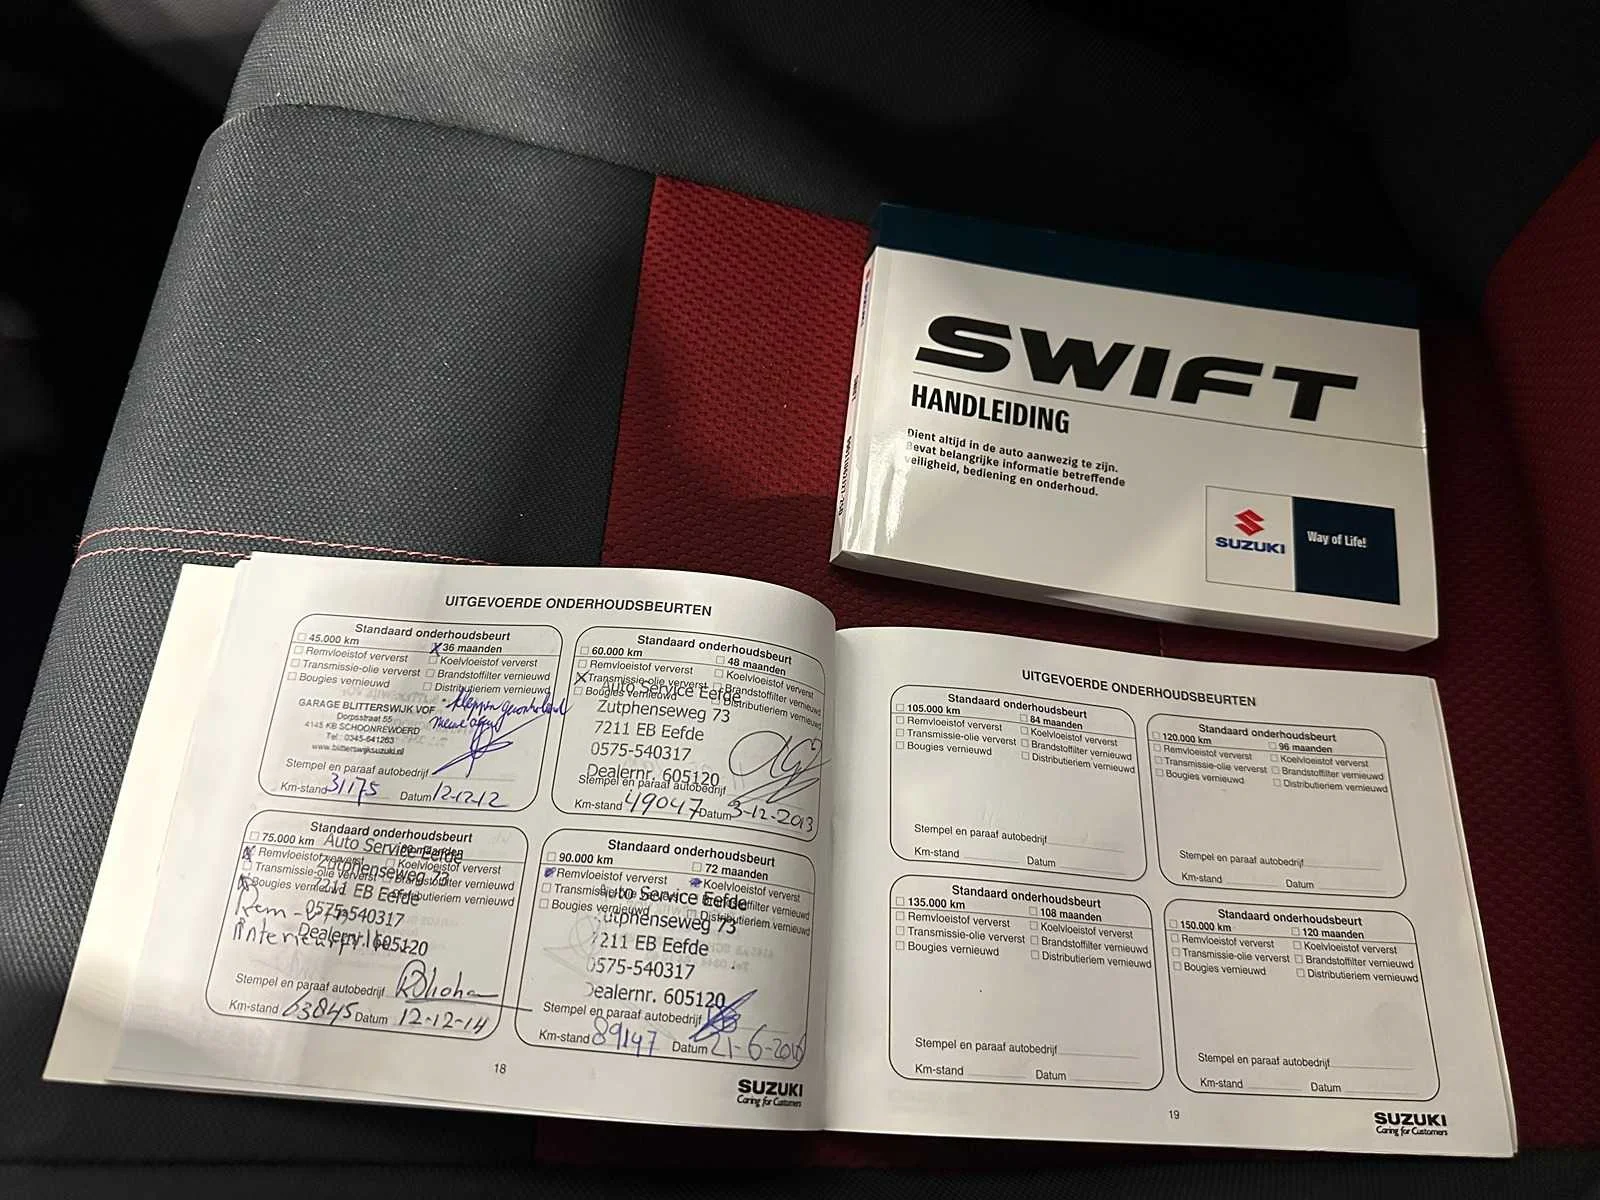 SWIFT
HANDLEIDING
Dient altijd in de auto aanwezig te zijn.
Bevat belangrijke informatie betreffende
veiligheid, bediening en onderhoud.
SUZUKI
Way of Life!
UITGEVOERDE ONDERHOUDSBEURTEN
Standaard onderhoudsbeurt
45.000 km
X 36 maanden
Remvloeistof ververst
Koelvloeistof ververst
Transmissie-olie ververst
Brandstoffilter vernieuwd
Bougies vernieuwd
Distributieriem vernieuwd
GARAGE BLITTERSWIJK VOF
Dorpsstraat 55
4145 KB SCHOONREWOERD
Tel.: 0345-641263
www.blitterswijksuzuki.nl
Stempel en paraaf autobedrijf
Km-stand 31175 Datum 12-12-12
Standaard onderhoudsbeurt
60.000 km
48 maanden
Remvloeistof ververst
Koelvloeistof ververst
X Transmissie-olie ververst
Brandstoffilter vernieuwd
Bougies vernieuwd
Distributieriem vernieuwd
Auto Service Eefde
Zutphenseweg 73
7211 EB Eefde
0575-540317
Dealernr. 605120
Stempel en paraaf autobedrijf
Km-stand 49047 Datum 3-12-2013
Standaard onderhoudsbeurt
75.000 km
maanden
Remvloeistof ververst
Koelvloeistof ververst
Transmissie-olie ververst
Brandstoffilter vernieuwd
Bougies vernieuwd
Distributieriem vernieuwd
Auto Service Eefde
Zutphenseweg 73
7211 EB Eefde
0575-540317
Dealernr. 605120
Stempel en paraaf autobedrijf
Km-stand 63845 Datum 12-12-14
Standaard onderhoudsbeurt
90.000 km
72 maanden
Remvloeistof ververst
Koelvloeistof ververst
Transmissie-olie ververst
Brandstoffilter vernieuwd
Bougies vernieuwd
Distributieriem vernieuwd
Auto Service Eefde
Zutphenseweg 73
7211 EB Eefde
0575-540317
Dealernr. 605120
Stempel en paraaf autobedrijf
Km-stand 89147 Datum
18
SUZUKI
Caring for Customers
UITGEVOERDE ONDERHOUDSBEURTEN
Standaard onderhoudsbeurt
105.000 km
84 maanden
Remvloeistof ververst
Koelvloeistof ververst
Transmissie-olie ververst
Brandstoffilter vernieuwd
Bougies vernieuwd
Distributieriem vernieuwd
Stempel en paraaf autobedrijf
Km-stand Datum
Standaard onderhoudsbeurt
120.000 km
96 maanden
Remvloeistof ververst
Koelvloeistof ververst
Transmissie-olie ververst
Brandstoffilter vernieuwd
Bougies vernieuwd
Distributieriem vernieuwd
Stempel en paraaf autobedrijf
Km-stand Datum
Standaard onderhoudsbeurt
135.000 km
108 maanden
Remvloeistof ververst
Koelvloeistof ververst
Transmissie-olie ververst
Brandstoffilter vernieuwd
Bougies vernieuwd
Distributieriem vernieuwd
Stempel en paraaf autobedrijf
Km-stand Datum
Standaard onderhoudsbeurt
150.000 km
120 maanden
Remvloeistof ververst
Koelvloeistof ververst
Transmissie-olie ververst
Brandstoffilter vernieuwd
Bougies vernieuwd
Distributieriem vernieuwd
Stempel en paraaf autobedrijf
Km-stand Datum
19
SUZUKI
Caring for Customers